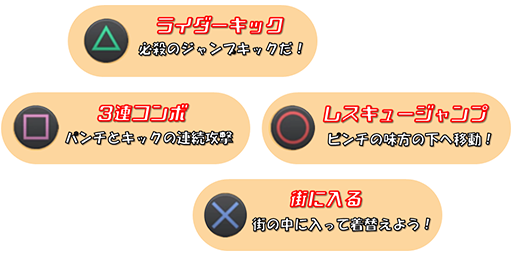 ライダーキック
必殺のジャンプキックだ！
3連コンボ
パンチとキックの連続攻撃
レスキュージャンプ
ピンチの味方の下へ移動！
街に入る
街の中に入って着替えよう！